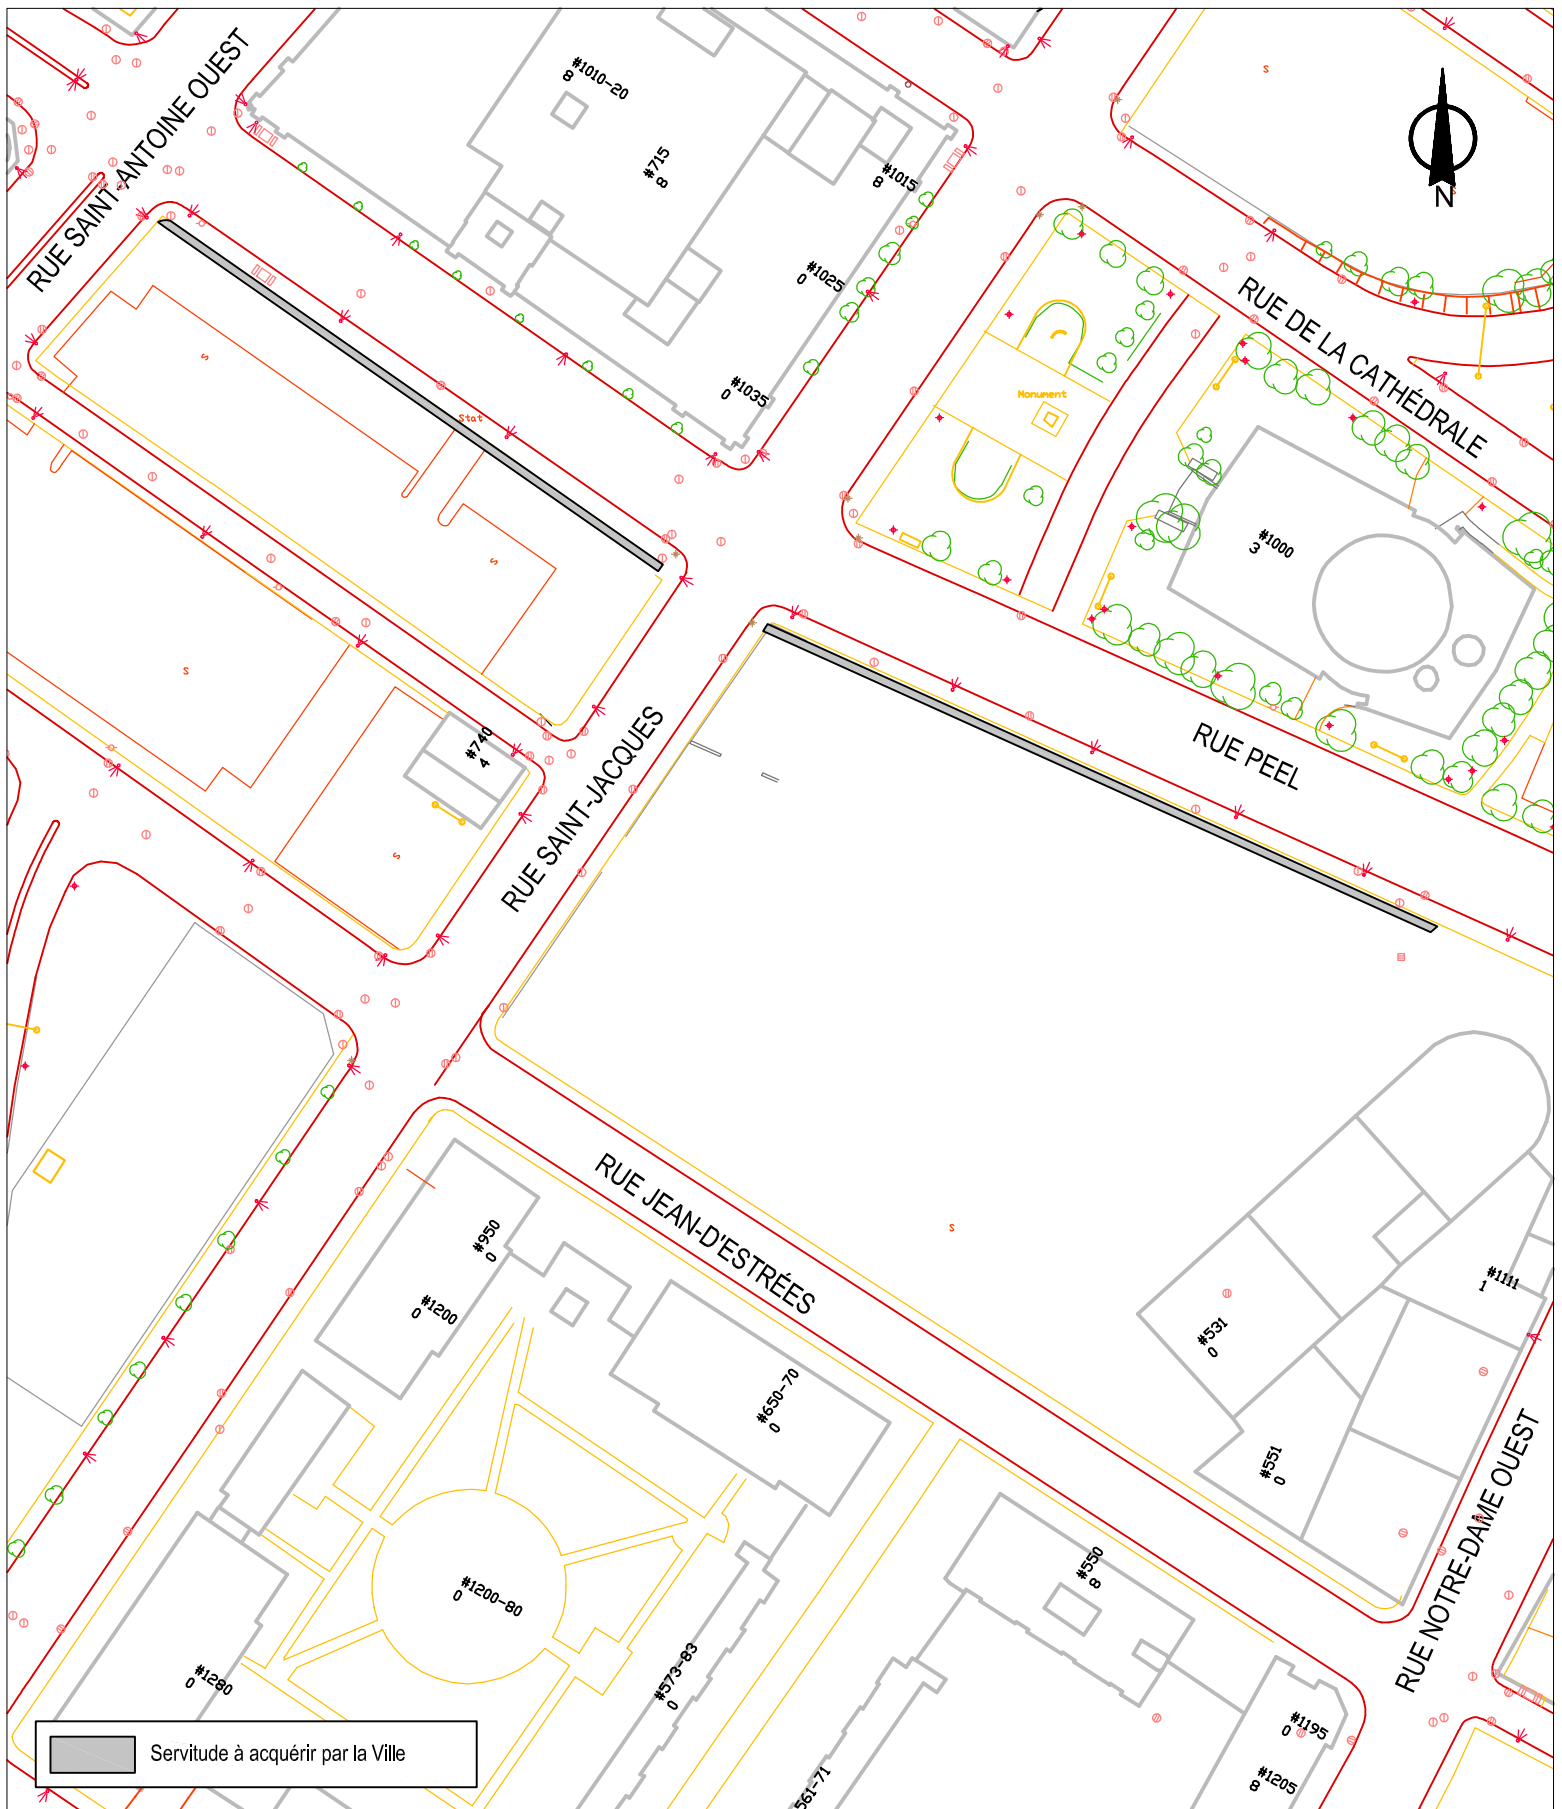 RUE SAINT-ANTOINE OUEST
#1010-20
8
#715
8
#1015
8
#1025
0
#1035
0
S
N
S
RUE DE LA CATHÉDRALE
Monument
S
Stat
S
#1000
3
S
#740
4
S
RUE SAINT-JACQUES
RUE PEEL
RUE JEAN-D'ESTRÉES
S
#950
0
#1200
0
#650-70
0
#531
0
#1111
1
#551
0
RUE NOTRE-DAME OUEST
#1200-80
0
#550
8
#573-83
0
#1280
0
#1195
0
#1205
8
561-71
Servitude à acquérir par la Ville